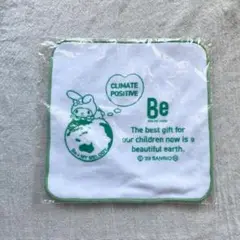 CLIMATE
POSITIVE
Be
The best gift for
our children now is a
beautiful earth.
SANRIO